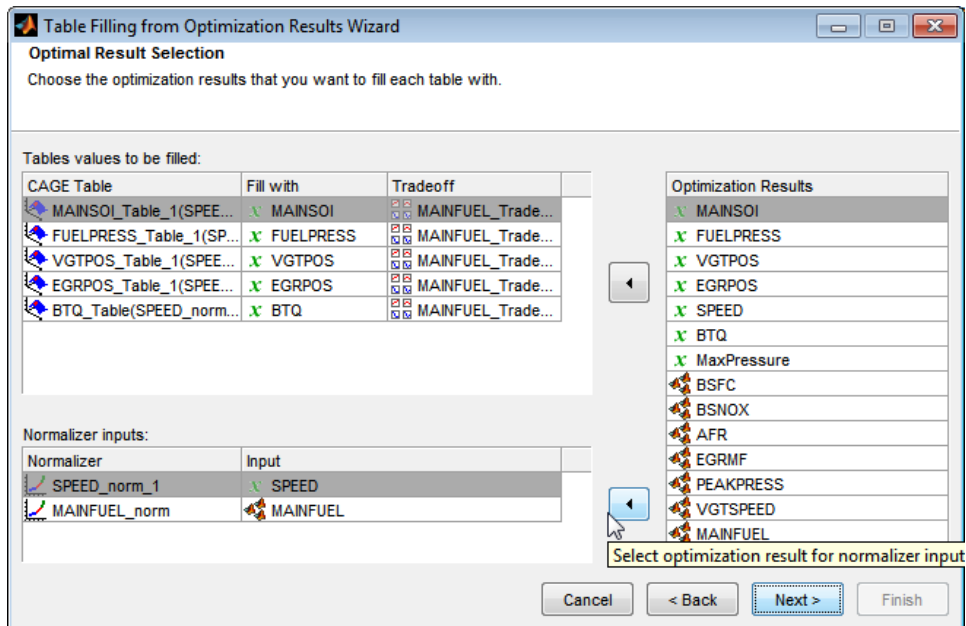 Table Filling from Optimization Results Wizard
Optimal Result Selection
Choose the optimization results that you want to fill each table with.
Tables values to be filled:
CAGE Table Fill with Tradeoff
MAINSOI_Table_1(SPEE... x MAINSOI MAINFUEL_Trade...
FUELPRESS_Table_1(SP... x FUELPRESS MAINFUEL_Trade...
VGTPOS_Table_1(SPEE... x VGTPOS MAINFUEL_Trade...
EGRPOS_Table_1(SPEE... x EGRPOS MAINFUEL_Trade...
BTQ_Table(SPEED_norm... x BTQ MAINFUEL_Trade...
Optimization Results
x MAINSOI
x FUELPRESS
x VGTPOS
x EGRPOS
x SPEED
x BTQ
x MaxPressure
BSFC
BSNOX
AFR
EGRMF
PEAKPRESS
VGTSPEED
MAINFUEL
Normalizer inputs:
Normalizer Input
SPEED_norm_1 x SPEED
MAINFUEL_norm MAINFUEL
Select optimization result for normalizer input
Cancel < Back Next > Finish